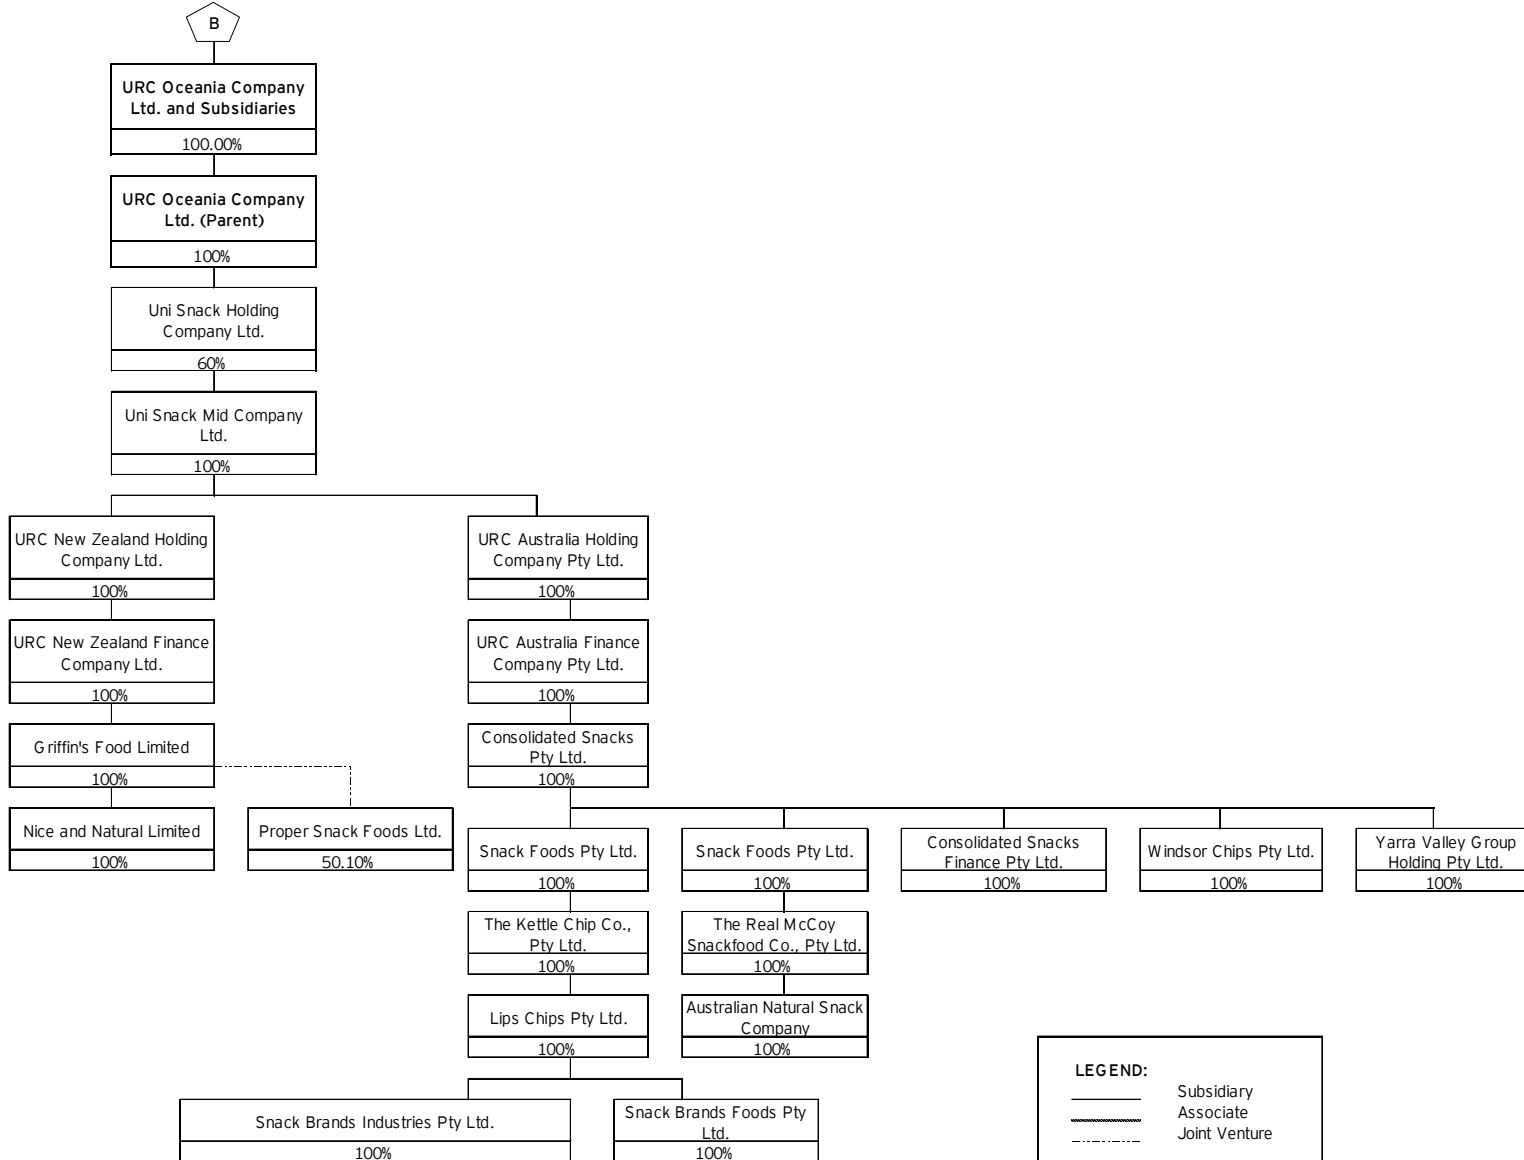 B
URC Oceania Company
Ltd. and Subsidiaries
100.00%
URC Oceania Company
Ltd. (Parent)
100%
Uni Snack Holding
Company Ltd.
60%
Uni Snack Mid Company
Ltd.
100%
URC New Zealand Holding
Company Ltd.
100%
URC Australia Holding
Company Pty Ltd.
100%
URC New Zealand Finance
Company Ltd.
100%
URC Australia Finance
Company Pty Ltd.
100%
Griffin's Food Limited
100%
Consolidated Snacks
Pty Ltd.
100%
Nice and Natural Limited
100%
Proper Snack Foods Ltd.
50.10%
Snack Foods Pty Ltd.
100%
Snack Foods Pty Ltd.
100%
Consolidated Snacks
Finance Pty Ltd.
100%
Windsor Chips Pty Ltd.
100%
Yarra Valley Group
Holding Pty Ltd.
100%
The Kettle Chip Co.,
Pty Ltd.
100%
The Real McCoy
Snackfood Co., Pty Ltd.
100%
Lips Chips Pty Ltd.
100%
Australian Natural Snack
Company
100%
Snack Brands Industries Pty Ltd.
100%
Snack Brands Foods Pty
Ltd.
100%
LEGEND:
Subsidiary
Associate
Joint Venture